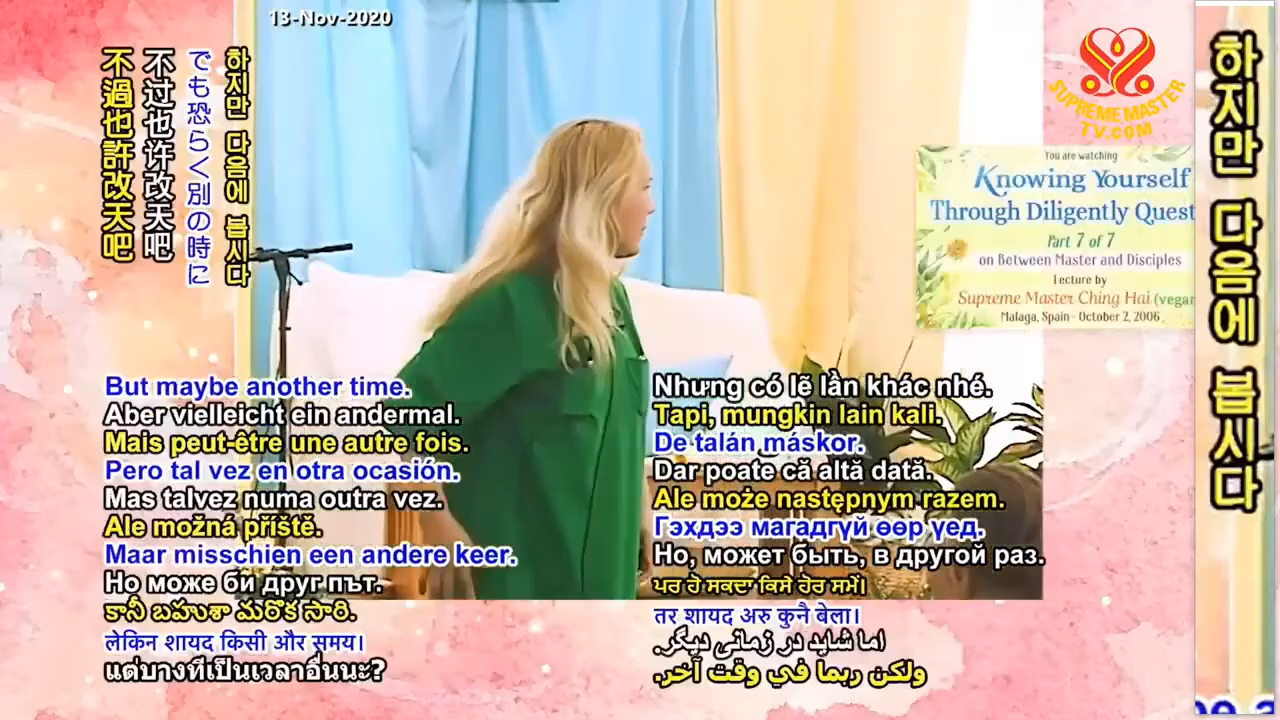 13-Nov-2020
하지만 다음에 봅시다
でも恐らく別の時に
不过也许改天吧
不過也許改天吧
SUPREME MASTER
TV.COM
You are watching
Knowing Yourself
Through Diligently Quest
Part 7 of 7
on Between Master and Disciples
Lecture by
Supreme Master Ching Hai (vegan
Malaga, Spain - October 2, 2006
하지만 다음에 봅시다
But maybe another time.
Aber vielleicht ein andermal.
Mais peut-être une autre fois.
Pero tal vez en otra ocasión.
Mas talvez numa outra vez.
Ale možná příště.
Maar misschien een andere keer.
Но може би друг път.
కానీ బహుశా మరొక సారి.
लेकिन शायद किसी और समय।
แต่บางทีเป็นเวลาอื่นนะ?
Nhưng có lẽ lần khác nhé.
Tapi, mungkin lain kali.
De talán máskor.
Dar poate că altă dată.
Ale może następnym razem.
Гэхдээ магадгүй өөр үед.
Но, может быть, в другой раз.
ਪਰ ਹੋ ਸਕਦਾ ਕਿਸੇ ਹੋਰ ਸਮੇਂ।
तर शायद अरु कुनै बेला।
اما شاید در زمانی دیگر.
ولكن ربما في وقت آخر.